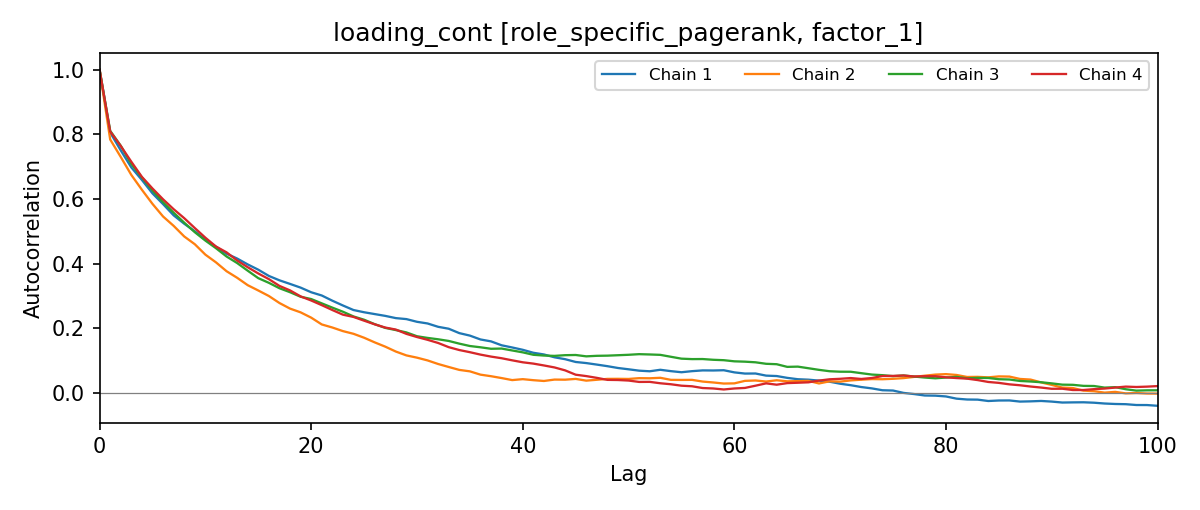 loading_cont [role_specific_pagerank, factor_1]
Chain 1
Chain 2
Chain 3
Chain 4
Autocorrelation
1.0
0.8
0.6
0.4
0.2
0.0
0
20
40
60
80
100
Lag